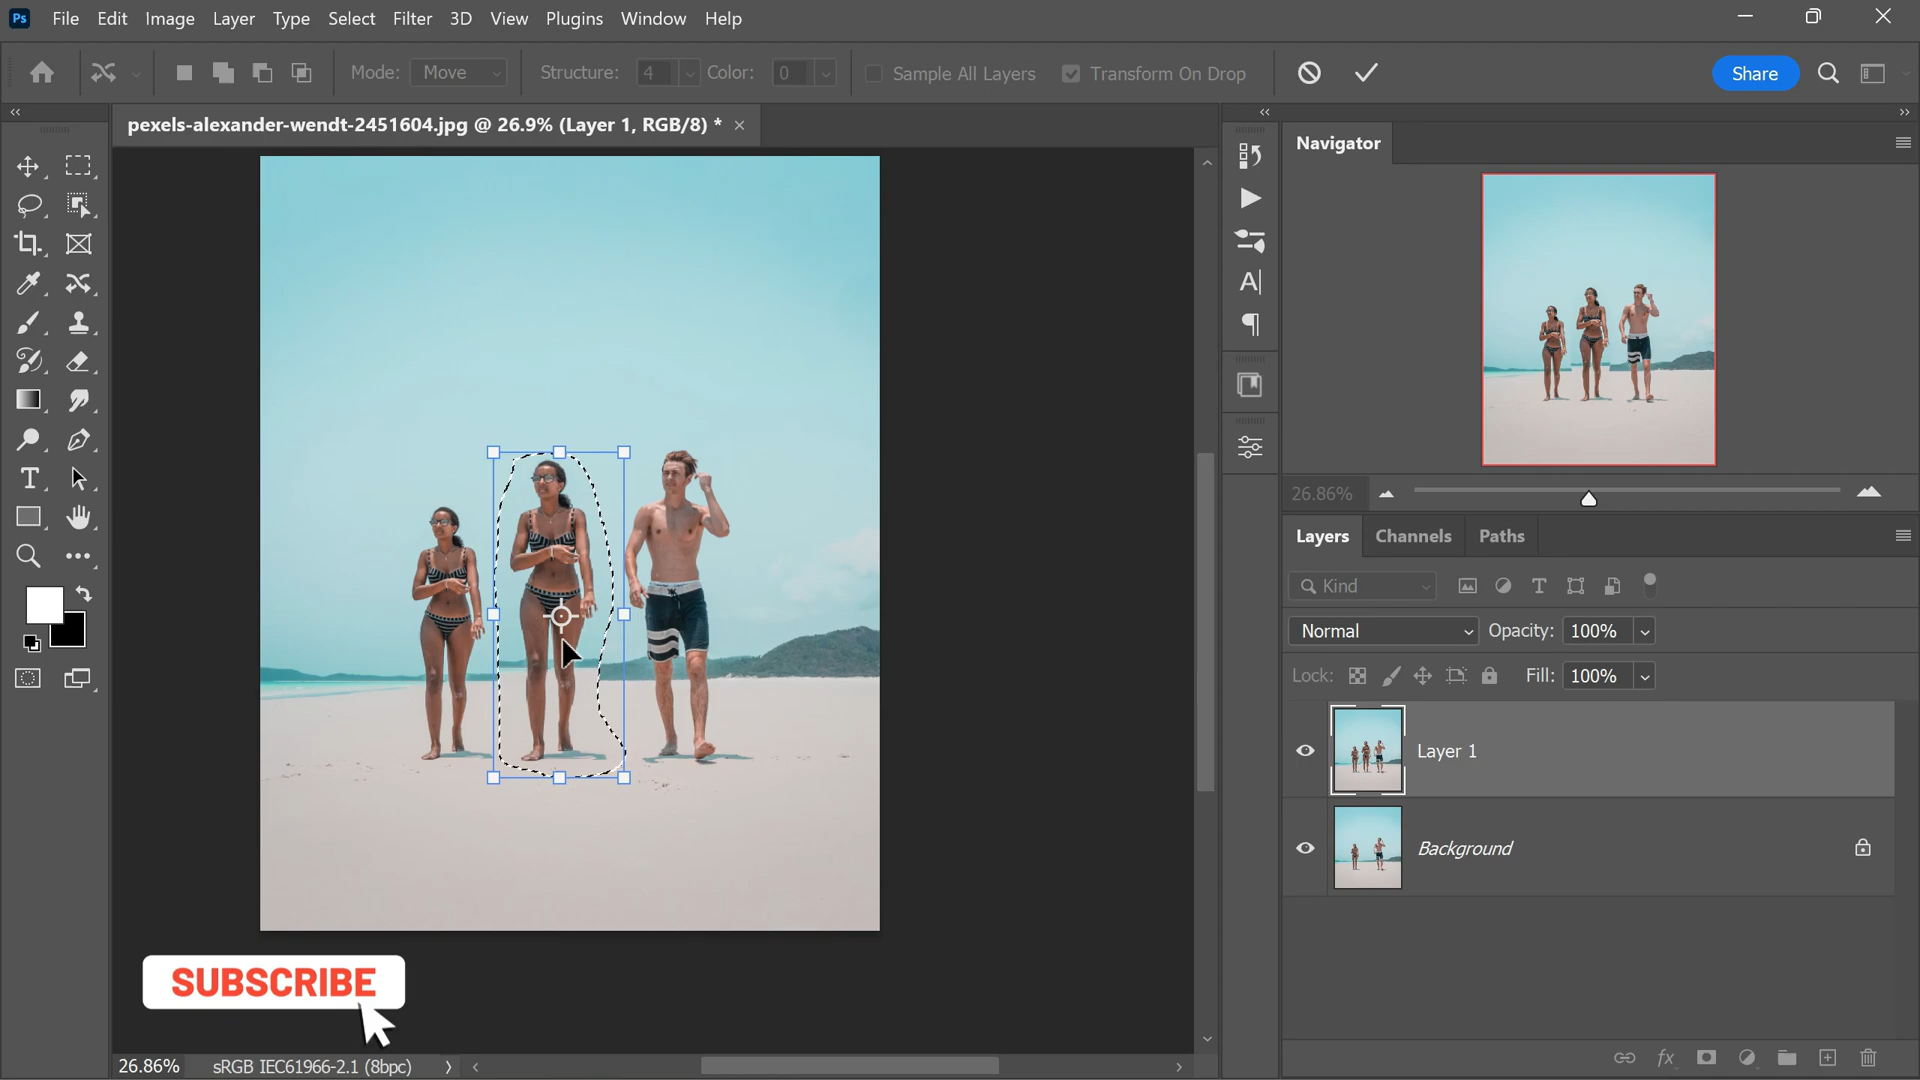 Ps File Edit Image Layer Type Select Filter 3D View Plugins Window Help
Mode: Move Structure: 4 Color: 0 Sample All Layers Transform On Drop Share
pexels-alexander-wendt-2451604.jpg @ 26.9% (Layer 1, RGB/8) *
Navigator
26.86%
Layers Channels Paths
Kind
Normal Opacity: 100%
Lock: Fill: 100%
Layer 1
Background
SUBSCRIBE
26.86% sRGB IEC61966-2.1 (8bpc)